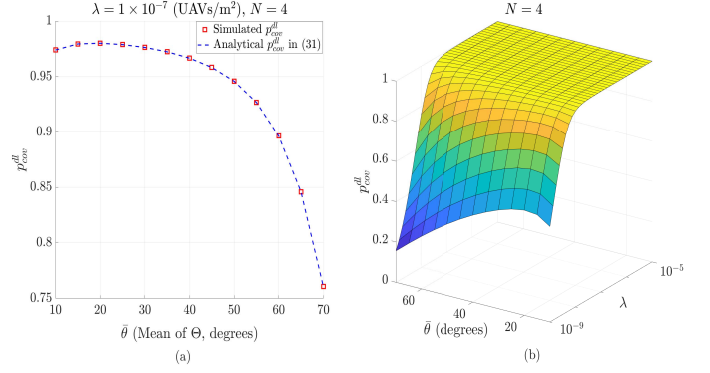 λ = 1 × 10⁻⁷ (UAVs/m²), N = 4
Simulated p_cov^dl
Analytical p_cov^dl in (31)
1
0.95
0.9
0.85
0.8
0.75
p_cov^dl
10 20 30 40 50 60 70
θ̄ (Mean of Θ, degrees)
(a)
N = 4
1
0.8
0.6
0.4
0.2
0
p_cov^dl
60 40 20
θ̄ (degrees)
10⁻⁹
λ
10⁻⁵
(b)